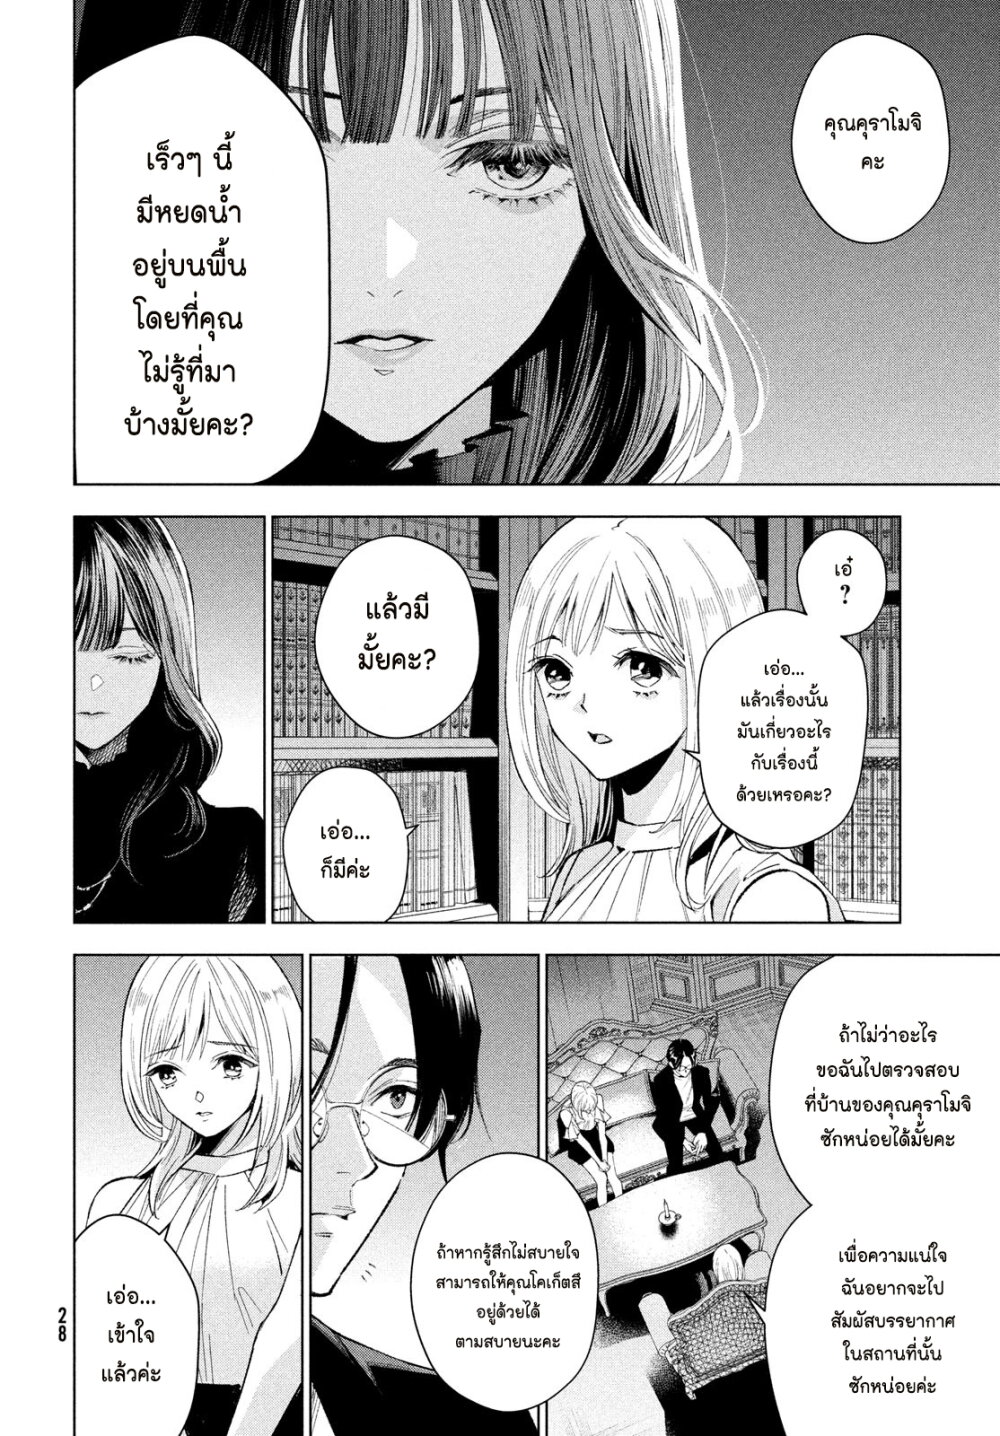 คุณคุราโมจิ
คะ
เร็วๆ นี้
มีหยดน้ำ
อยู่บนพื้น
โดยที่คุณ
ไม่รู้ที่มา
บ้างมั้ยคะ?
เอ๋
?
เอ่อ...
แล้วเรื่องนั้น
มันเกี่ยวอะไร
กับเรื่องนี้
ด้วยเหรอคะ?
แล้วมี
มั้ยคะ?
เอ่อ...
ก็มีค่ะ
ถ้าไม่ว่าอะไร
ขอฉันไปตรวจสอบ
ที่บ้านของคุณคุราโมจิ
ซักหน่อยได้มั้ยคะ
เพื่อความแน่ใจ
ฉันอยากจะไป
สัมผัสบรรยากาศ
ในสถานที่นั้น
ซักหน่อยค่ะ
ถ้าหากรู้สึกไม่สบายใจ
สามารถให้คุณโคเก็ตสึ
อยู่ด้วยได้
ตามสบายนะคะ
เอ่อ...
เข้าใจ
แล้วค่ะ
28